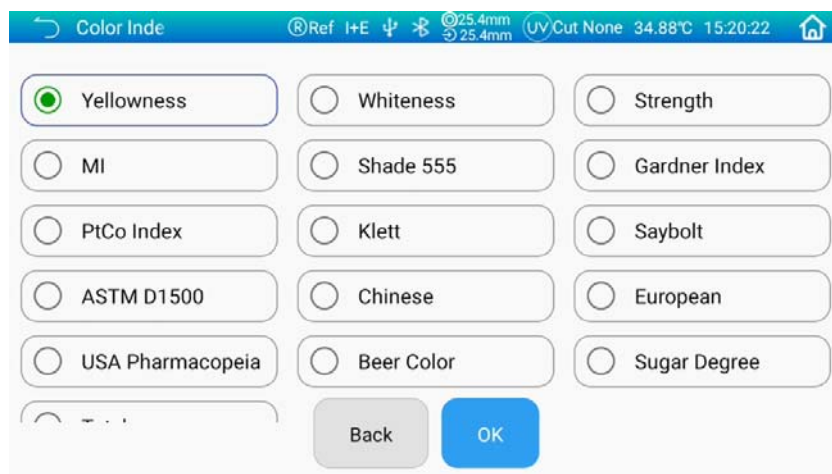 Color Inde
®Ref I+E 25.4mm 25.4mm UV Cut None 34.88℃ 15:20:22
Yellowness Whiteness Strength
MI Shade 555 Gardner Index
PtCo Index Klett Saybolt
ASTM D1500 Chinese European
USA Pharmacopeia Beer Color Sugar Degree
Back OK